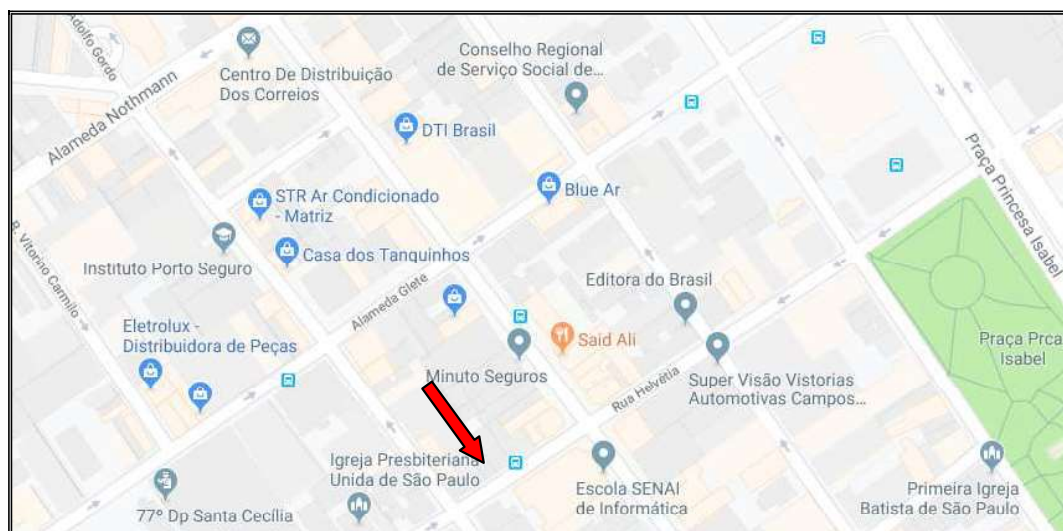 Adolfo Gordo
Centro De Distribuição
Dos Correios
Conselho Regional
de Serviço Social de...
Alameda Nothmann
DTI Brasil
Praça Princesa Isabel
STR Ar Condicionado
- Matriz
Blue Ar
R. Vitorino Carmilo
Instituto Porto Seguro
Casa dos Tanquinhos
Alameda Glete
Editora do Brasil
Eletrolux -
Distribuidora de Peças
Said Ali
Praça Prca
Isabel
Minuto Seguros
Rua Helvétia
Super Visão Vistorias
Automotivas Campos...
Igreja Presbiteriana
Unida de São Paulo
77º Dp Santa Cecília
Escola SENAI
de Informática
Primeira Igreja
Batista de São Paulo